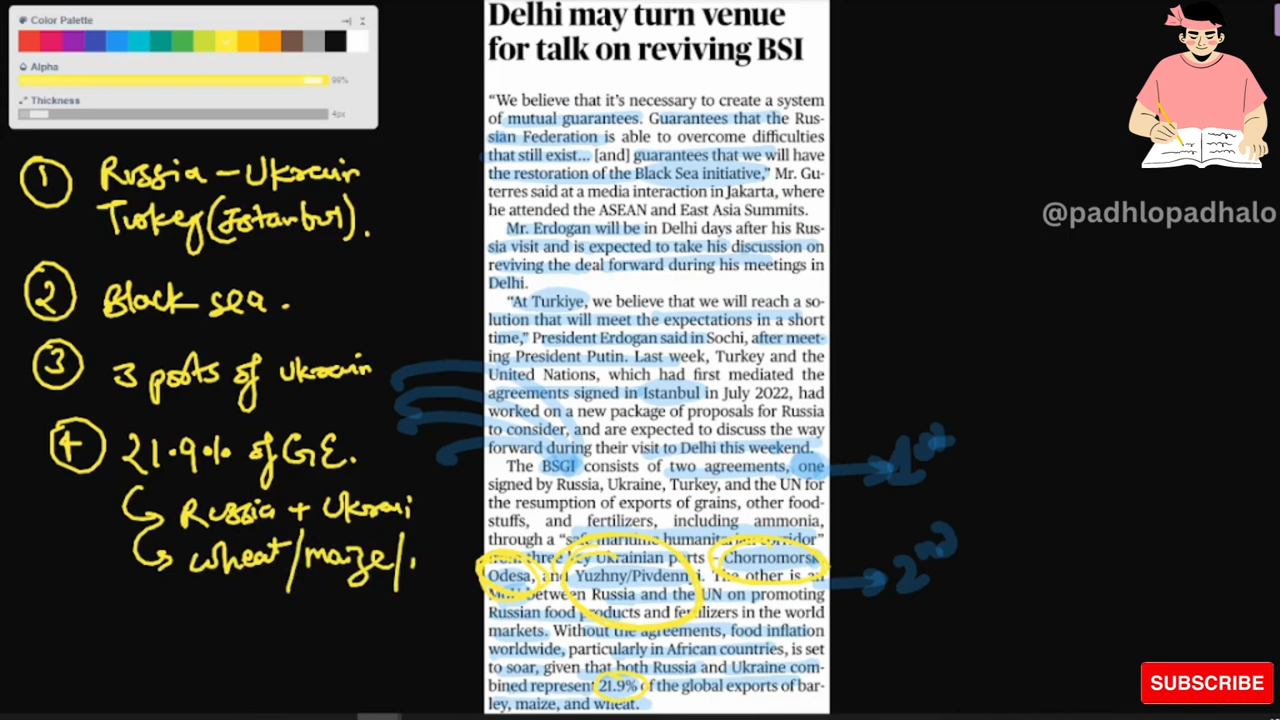 Color Palette
Alpha
99%
Thickness
4px
1 Russia - Ukrain
Turkey (Istanbul).
2 Black sea.
3 3 ports of Ukrain
4 21.9% of GE.
Russia + Ukrai
wheat/maize/.
Delhi may turn venue
for talk on reviving BSI
“We believe that it’s necessary to create a system
of mutual guarantees. Guarantees that the Rus-
sian Federation is able to overcome difficulties
that still exist... [and] guarantees that we will have
the restoration of the Black Sea initiative,” Mr. Gu-
terres said at a media interaction in Jakarta, where
he attended the ASEAN and East Asia Summits.
Mr. Erdogan will be in Delhi days after his Rus-
sia visit and is expected to take his discussion on
reviving the deal forward during his meetings in
Delhi.
“At Turkiye, we believe that we will reach a so-
lution that will meet the expectations in a short
time,” President Erdogan said in Sochi, after meet-
ing President Putin. Last week, Turkey and the
United Nations, which had first mediated the
agreements signed in Istanbul in July 2022, had
worked on a new package of proposals for Russia
to consider, and are expected to discuss the way
forward during their visit to Delhi this weekend.
The BSGI consists of two agreements, one
signed by Russia, Ukraine, Turkey, and the UN for
the resumption of exports of grains, other food-
stuffs, and fertilizers, including ammonia,
through a “safe maritime humanitarian corridor”
from three key Ukrainian ports – Chornomorsk,
Odesa, and Yuzhny/Pivdennyi. The other is an
MoU between Russia and the UN on promoting
Russian food products and fertilizers in the world
markets. Without the agreements, food inflation
worldwide, particularly in African countries, is set
to soar, given that both Russia and Ukraine com-
bined represent 21.9% of the global exports of bar-
ley, maize, and wheat.
1st
2nd
@padhlopadhalo
SUBSCRIBE